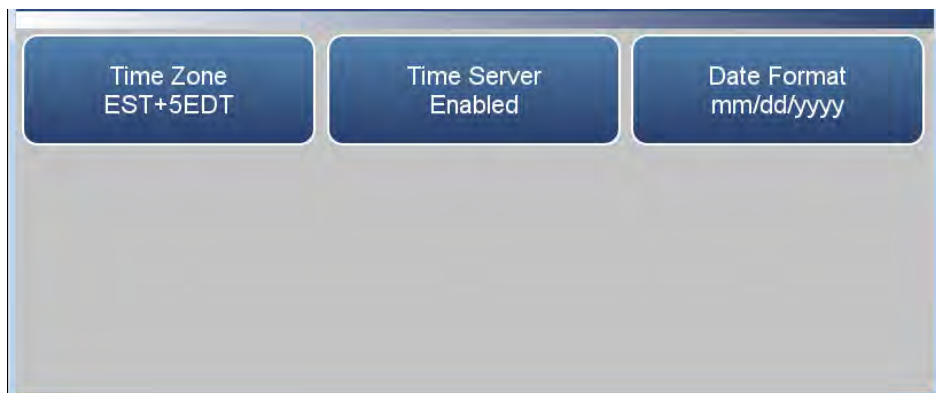 Time Zone
EST+5EDT
Time Server
Enabled
Date Format
mm/dd/yyyy